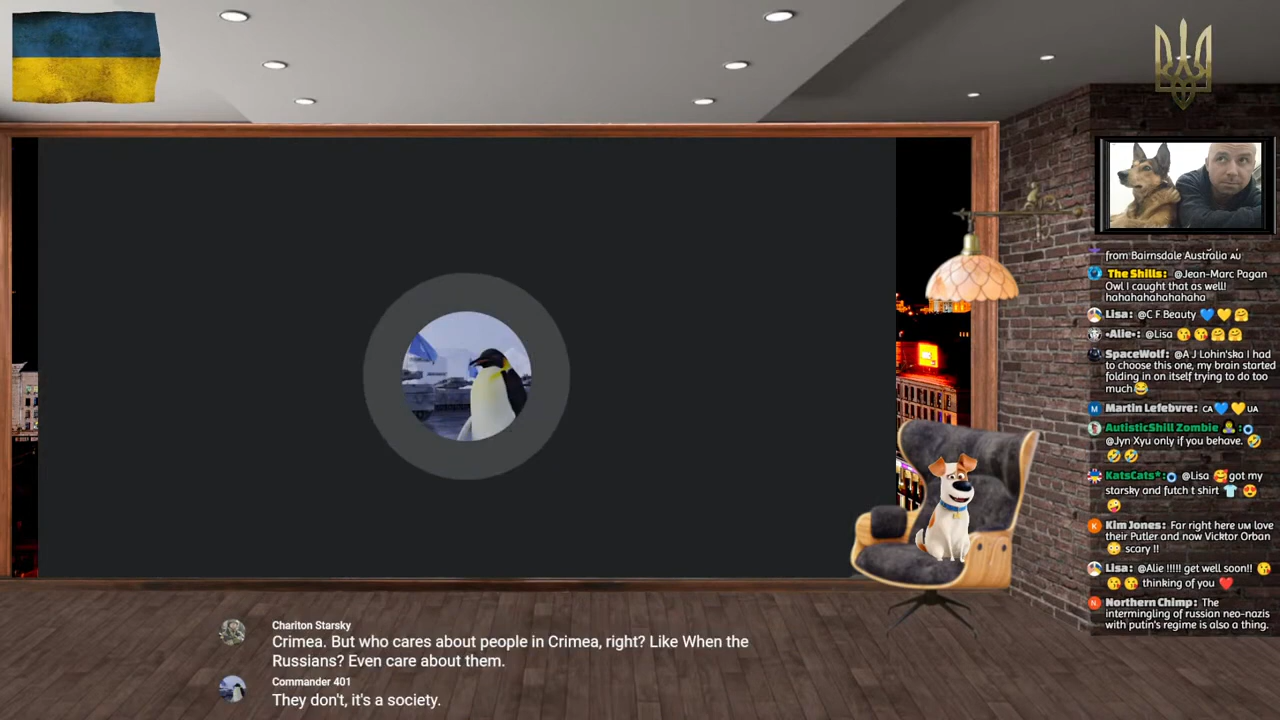 from Bairnsdale Australia AU
The Shills: @Jean-Marc Pagan
Owl I caught that as well!
hahahahahahahaha
Lisa: @C F Beauty
•Alie•: @Lisa
SpaceWolf: @A J Lohin'ska I had
to choose this one, my brain started
folding in on itself trying to do too
much
Martin Lefebvre: CA UA
AutisticShill Zombie :
@Jyn Xyu only if you behave.
KatsCats*: @Lisa got my
starsky and futch t shirt
Kim Jones: Far right here UM love
their Putler and now Vicktor Orban
scary !!
Lisa: @Alie !!!!! get well soon!!
thinking of you
Northern Chimp: The
intermingling of russian neo-nazis
with putin's regime is also a thing.
Chariton Starsky
Crimea. But who cares about people in Crimea, right? Like When the
Russians? Even care about them.
Commander 401
They don't, it's a society.